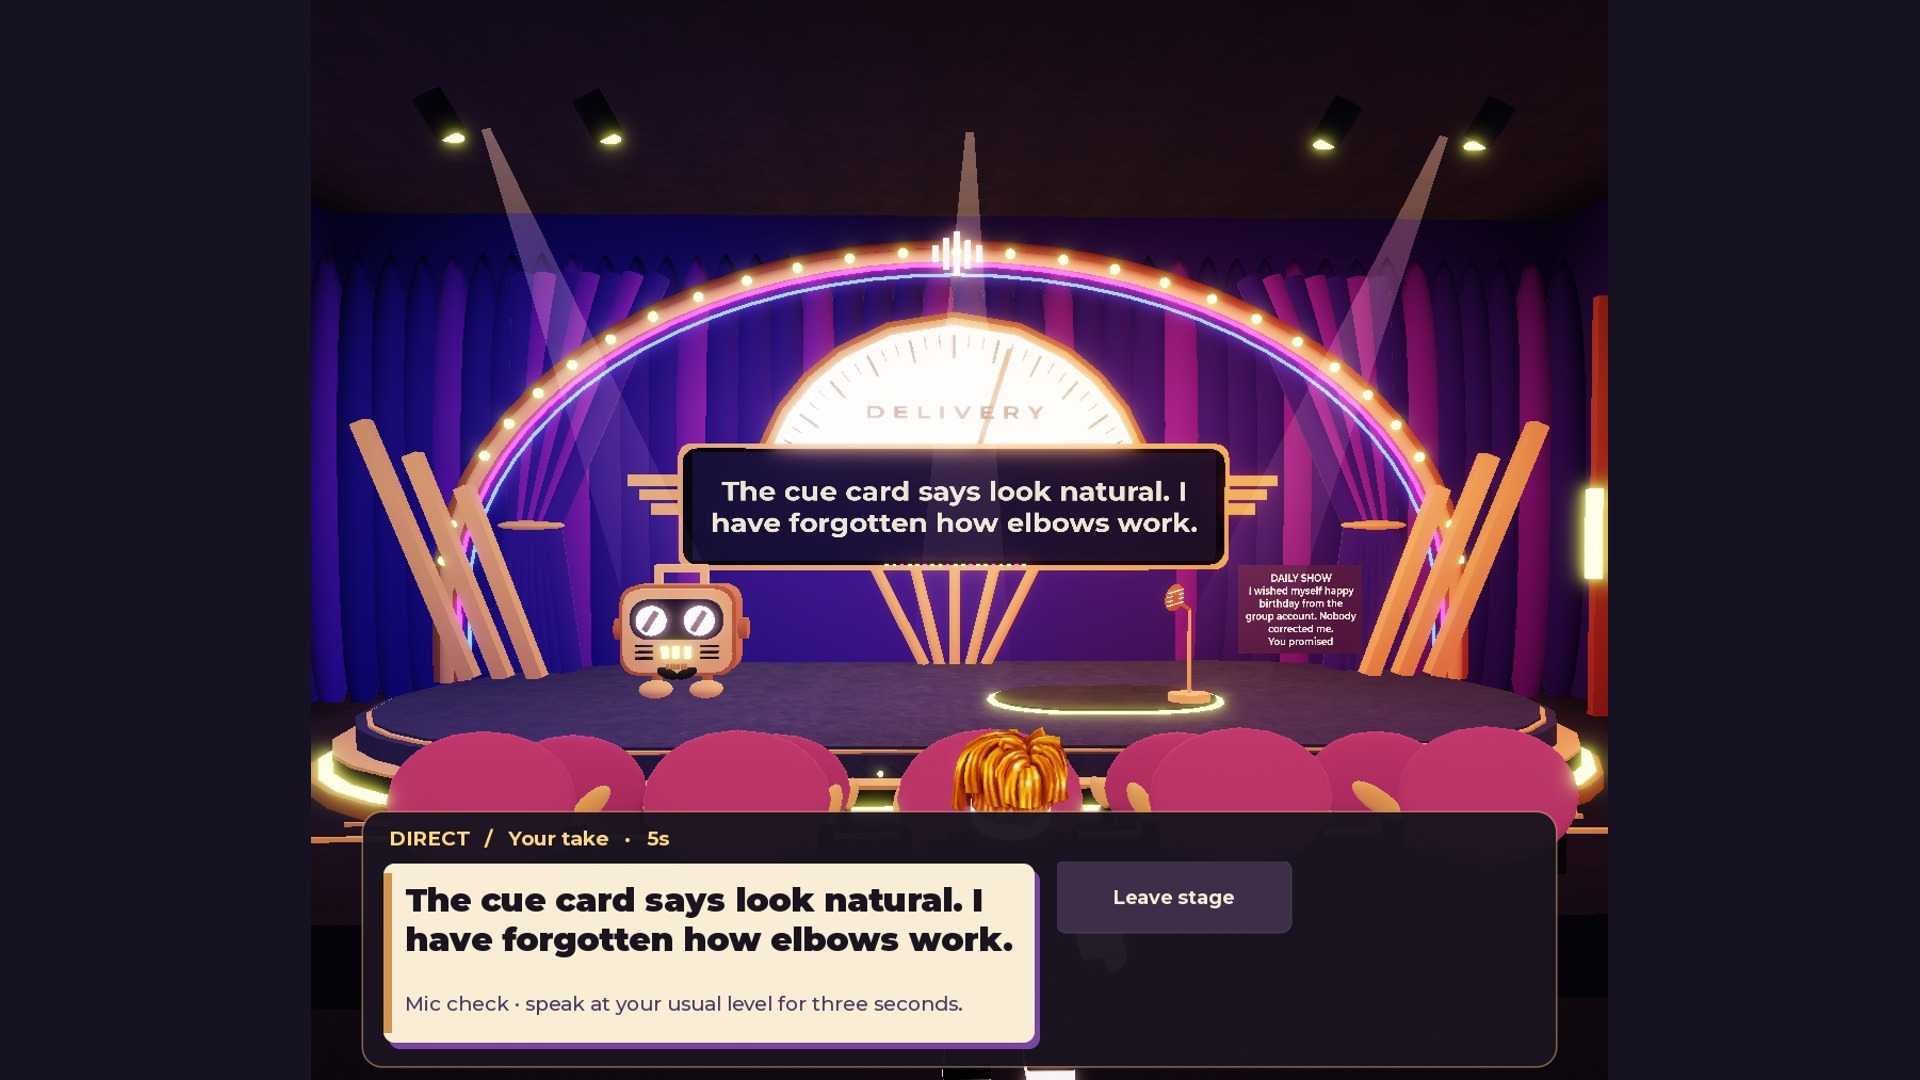 DELIVERY
The cue card says look natural. I
have forgotten how elbows work.
DAILY SHOW
I wished myself happy
birthday from the
group account. Nobody
corrected me.
You promised
DIRECT / Your take · 5s
The cue card says look natural. I
have forgotten how elbows work.
Mic check · speak at your usual level for three seconds.
Leave stage